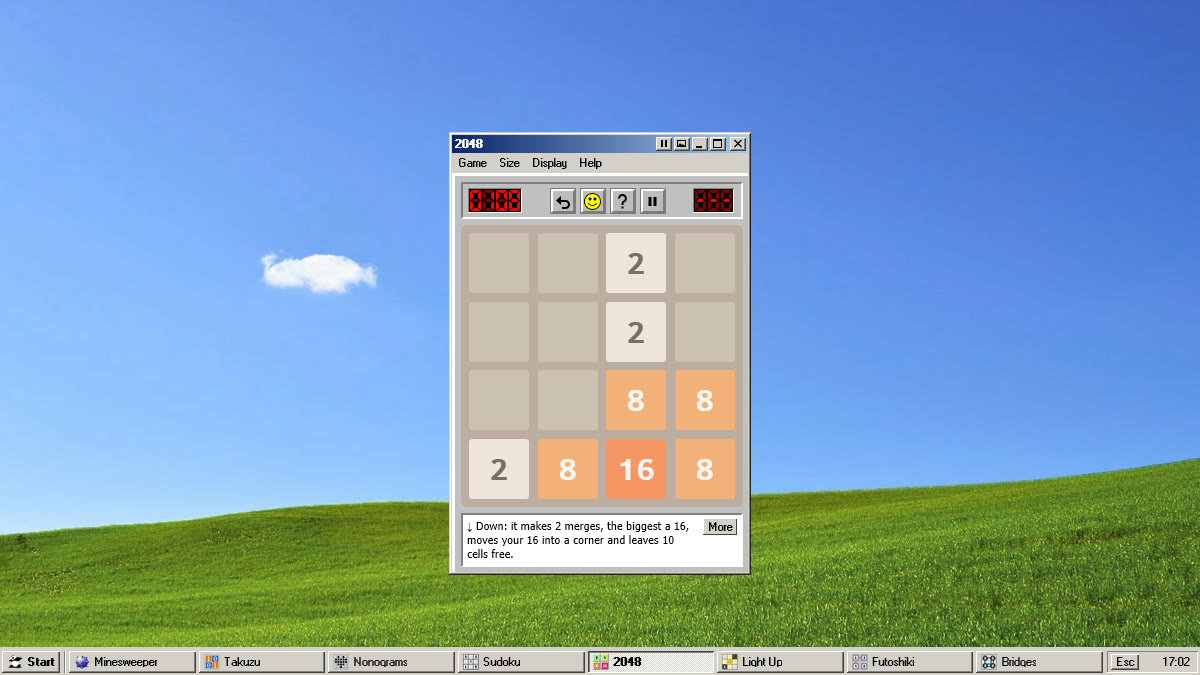 2048
Game Size Display Help
?
2
2
8 8
2 8 16 8
↓ Down: it makes 2 merges, the biggest a 16,
moves your 16 into a corner and leaves 10
cells free.
More
Start Minesweeper Takuzu Nonograms Sudoku 2048 Light Up Futoshiki Bridges Esc 17:02